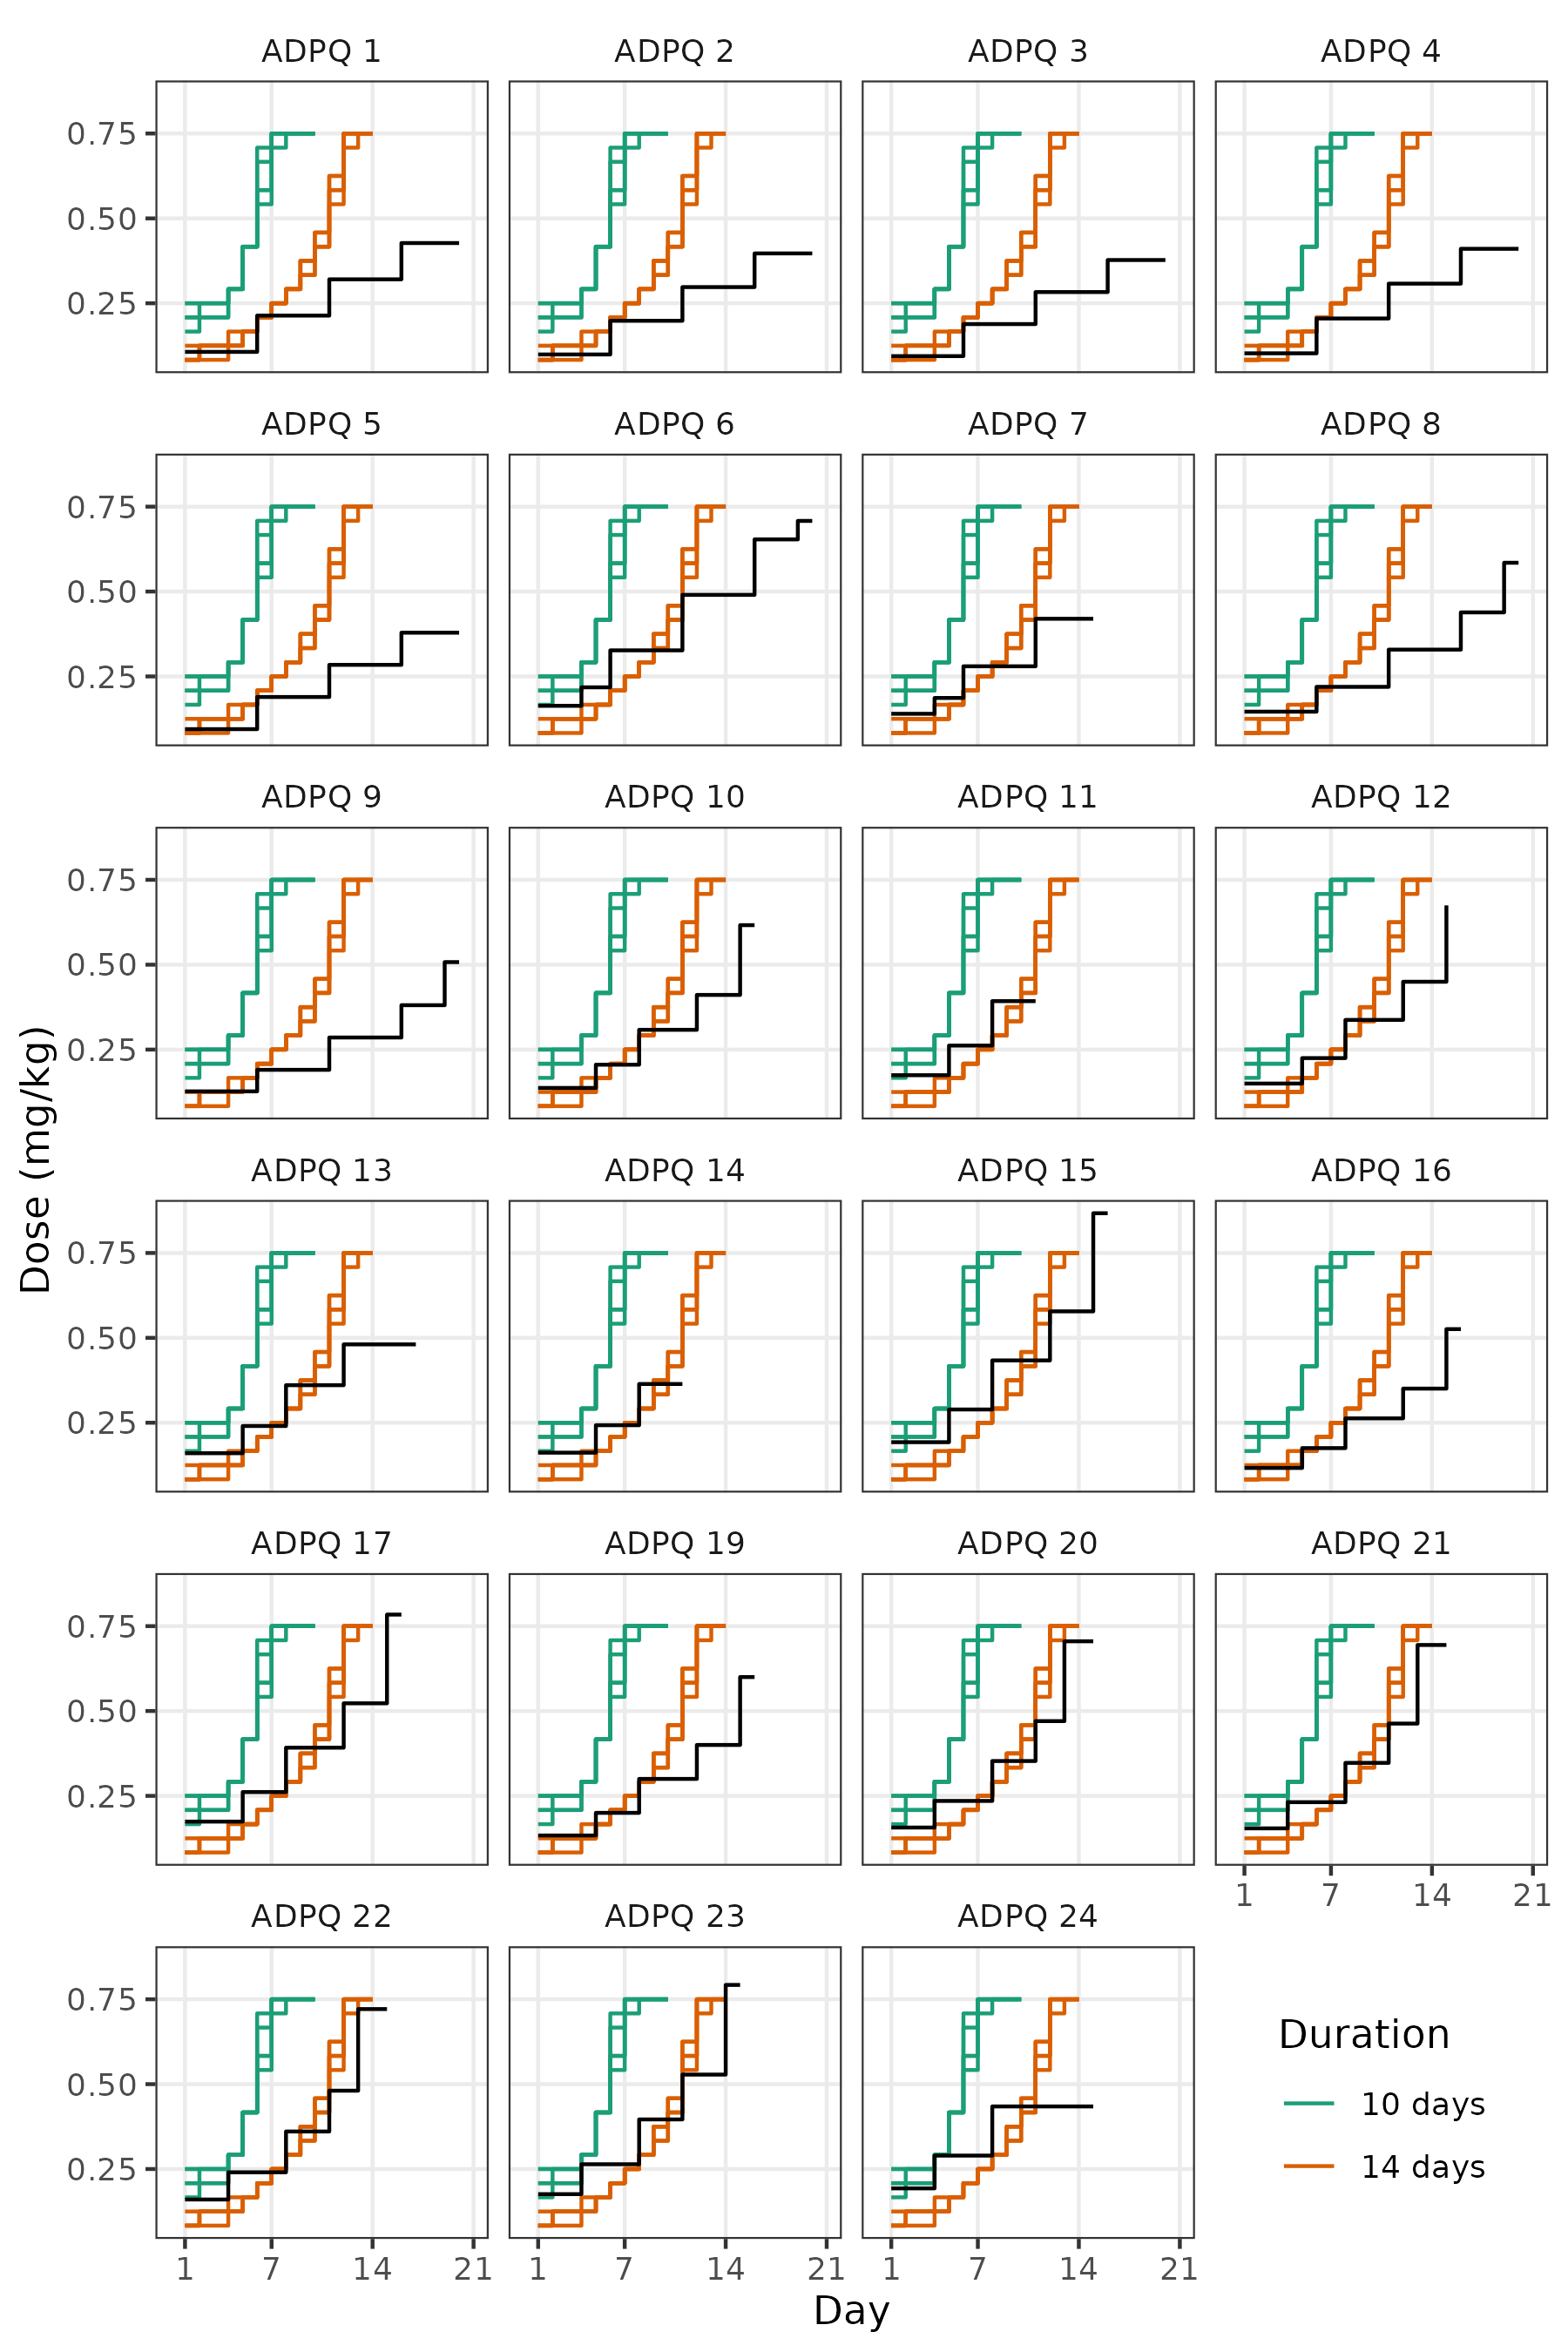 ADPQ 1 ADPQ 2 ADPQ 3 ADPQ 4
0.75
0.50
0.25
ADPQ 5 ADPQ 6 ADPQ 7 ADPQ 8
0.75
0.50
0.25
ADPQ 9 ADPQ 10 ADPQ 11 ADPQ 12
0.75
0.50
0.25
Dose (mg/kg)
ADPQ 13 ADPQ 14 ADPQ 15 ADPQ 16
0.75
0.50
0.25
ADPQ 17 ADPQ 19 ADPQ 20 ADPQ 21
0.75
0.50
0.25
1 7 14 21
ADPQ 22 ADPQ 23 ADPQ 24
0.75
0.50
0.25
Duration
10 days
14 days
1 7 14 21 1 7 14 21 1 7 14 21
Day